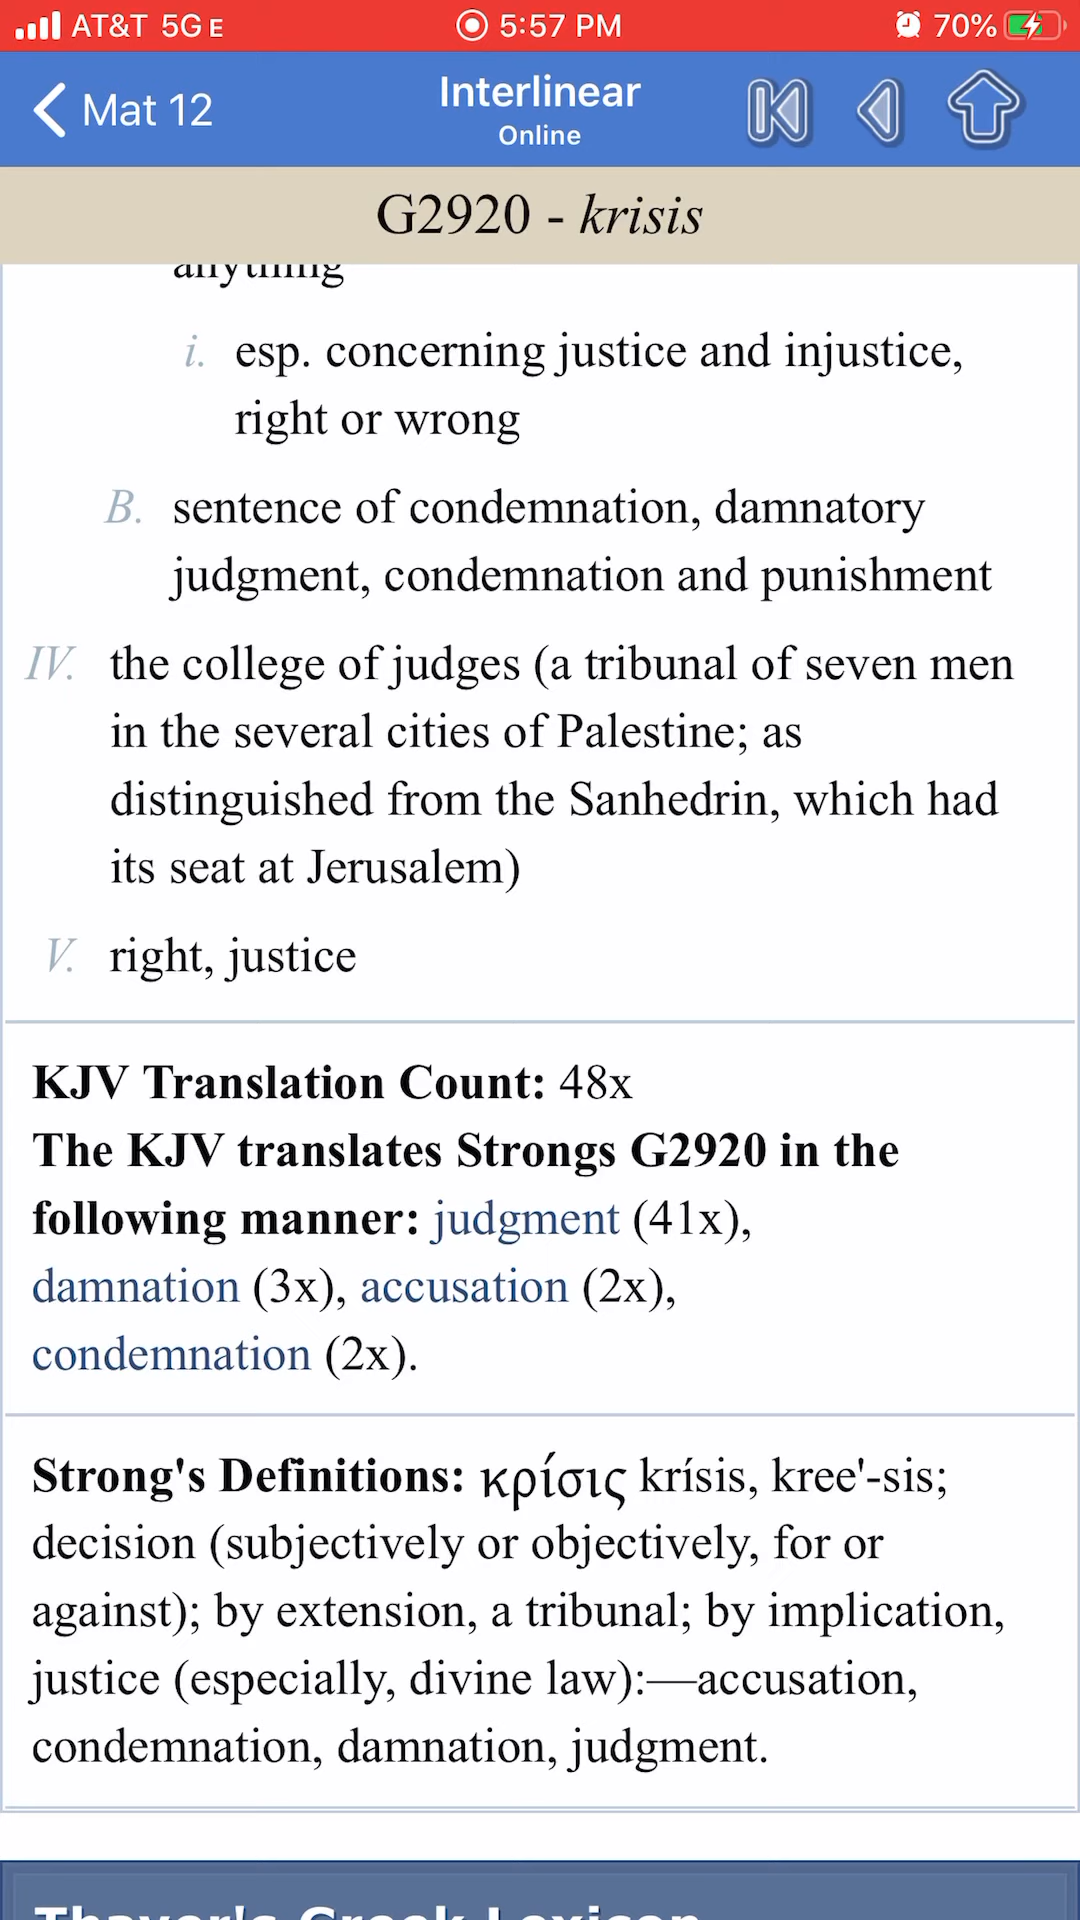 AT&T 5G E 5:57 PM 70%
Mat 12 Interlinear
Online
G2920 - krisis
anything
i. esp. concerning justice and injustice,
right or wrong
B. sentence of condemnation, damnatory
judgment, condemnation and punishment
IV. the college of judges (a tribunal of seven men
in the several cities of Palestine; as
distinguished from the Sanhedrin, which had
its seat at Jerusalem)
V. right, justice
KJV Translation Count: 48x
The KJV translates Strongs G2920 in the
following manner: judgment (41x),
damnation (3x), accusation (2x),
condemnation (2x).
Strong's Definitions: κρίσις krísis, kree'-sis;
decision (subjectively or objectively, for or
against); by extension, a tribunal; by implication,
justice (especially, divine law):—accusation,
condemnation, damnation, judgment.
Thayer's Greek Lexicon